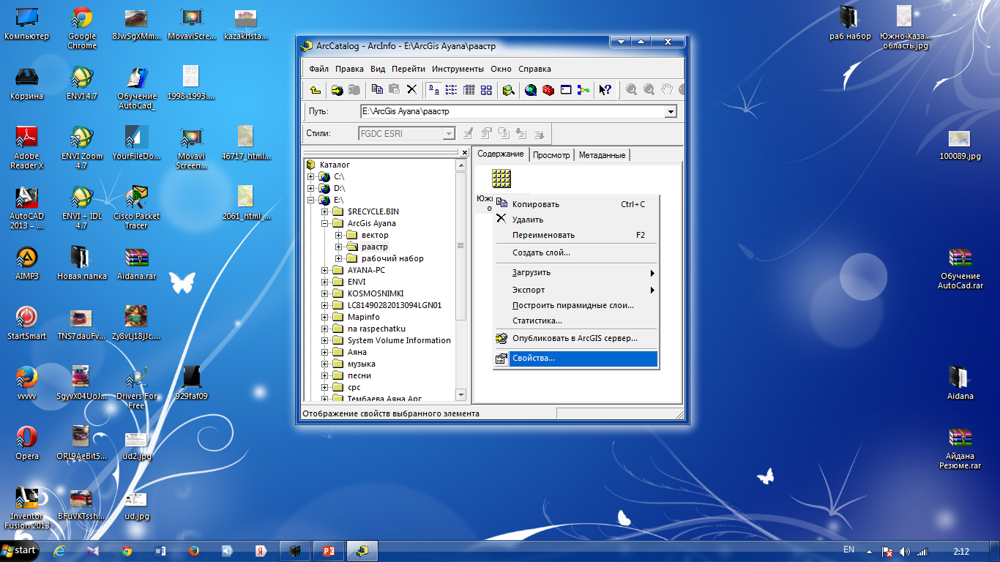 Компьютер
Google Chrome
8JwSgXMm...
MovaviScre...
kazakhsta...
Корзина
ENVI 4.7
Обучение AutoCad_
1998-1993....
Adobe Reader X
ENVI Zoom 4.7
YourFileDo...
Movavi Screen...
46717_html...
AutoCAD 2013 – ...
ENVI + IDL 4.7
Cisco Packet Tracer
2061_html_...
AIMP3
Новая папка
Aidana.rar
StartSmart
TNS7dauFv...
Zy8vLj18jJc....
vvvvv
SgyvX04UoJ...
Drivers For Free
929faf09
Opera
ORL9AeBit5...
ud2.jpg
Inventor Fusion 2013
BFuVKTssh...
ud.jpg
ArcCatalog - ArcInfo - E:\ArcGis Ayana\раастр
Файл Правка Вид Перейти Инструменты Окно Справка
Путь: E:\ArcGis Ayana\раастр
Стили: FGDC ESRI
Каталог
C:\
D:\
E:\
$RECYCLE.BIN
ArcGis Ayana
вектор
раастр
рабочий набор
AYANA-PC
ENVI
KOSMOSNIMKI
LC81490282013094LGN01
Mapinfo
na raspechatku
System Volume Information
Аяна
музыка
песни
срс
Тембаева Аяна Арг
Содержание Просмотр Метаданные
Копировать Ctrl+C
Удалить
Переименовать F2
Создать слой...
Загрузить
Экспорт
Построить пирамидные слои...
Статистика...
Опубликовать в ArcGIS сервер...
Свойства...
Отображение свойств выбранного элемента
раб набор
Южно-Каза... область.jpg
100089.jpg
Обучение AutoCad.rar
Aidana
Айдана Резюме.rar
start
EN
2:12